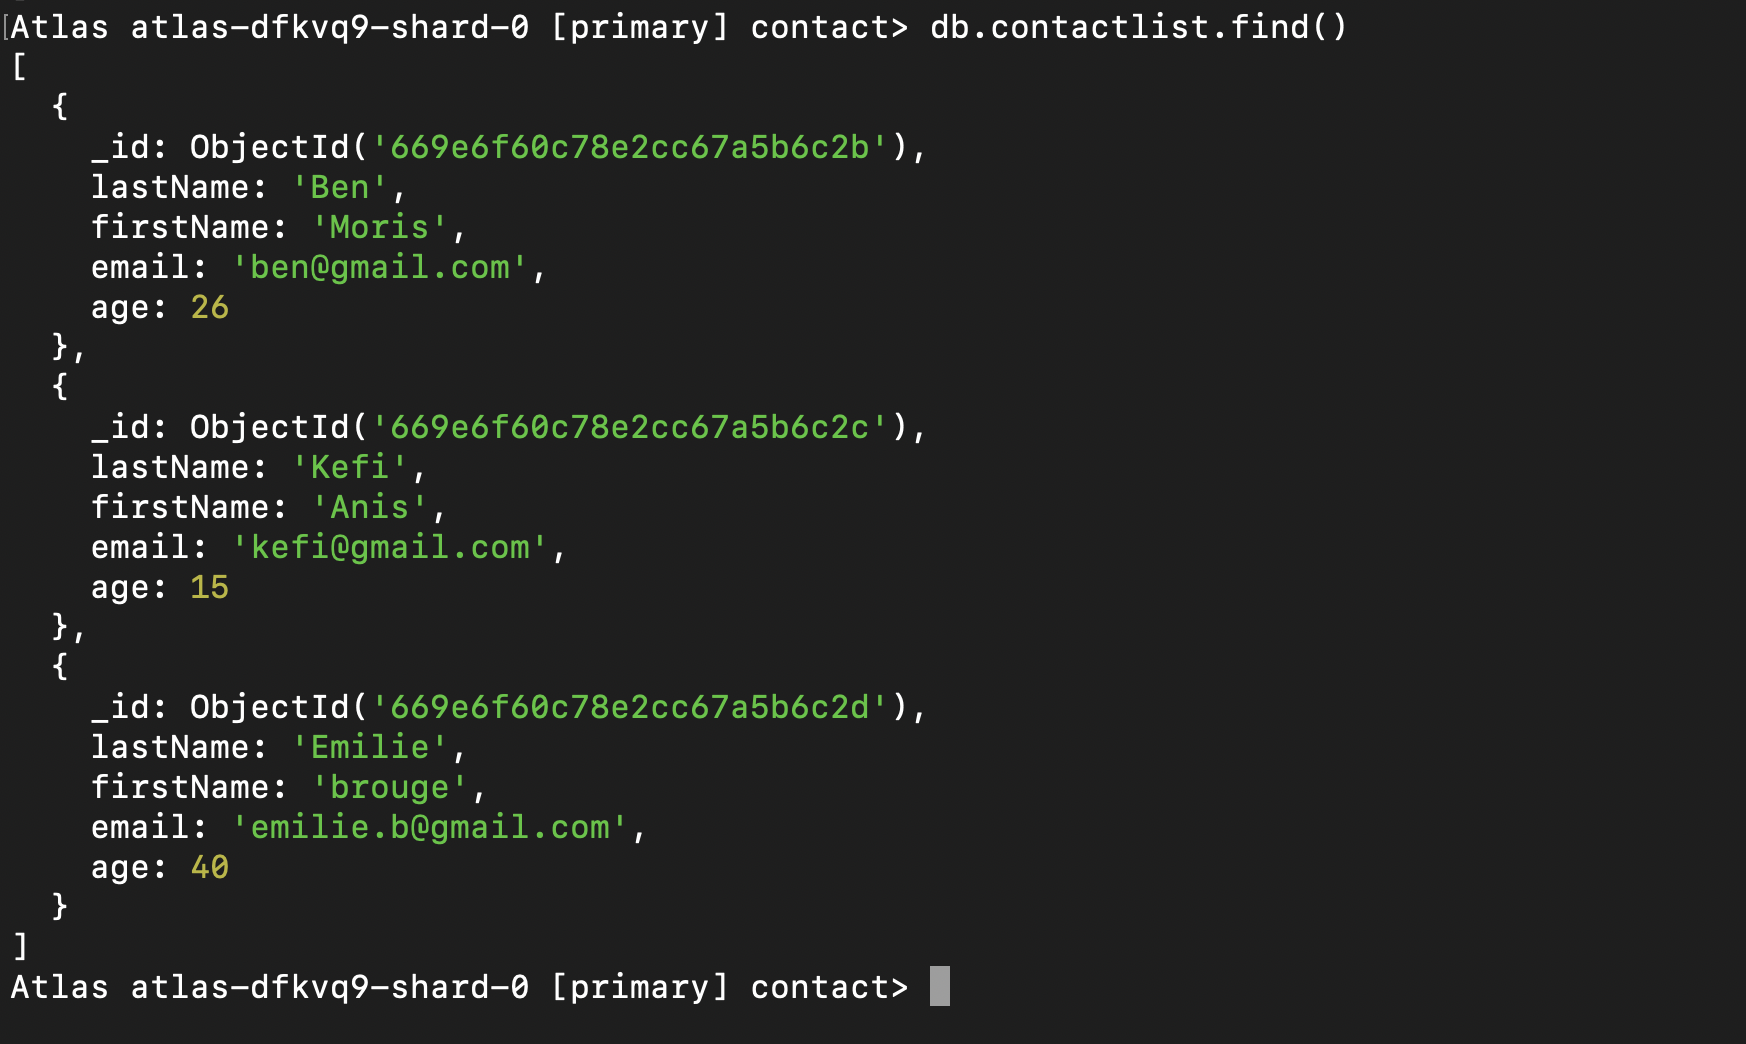 [Atlas atlas-dfkvq9-shard-0 [primary] contact> db.contactlist.find()
[
  {
    _id: ObjectId('669e6f60c78e2cc67a5b6c2b'),
    lastName: 'Ben',
    firstName: 'Moris',
    email: 'ben@gmail.com',
    age: 26
  },
  {
    _id: ObjectId('669e6f60c78e2cc67a5b6c2c'),
    lastName: 'Kefi',
    firstName: 'Anis',
    email: 'kefi@gmail.com',
    age: 15
  },
  {
    _id: ObjectId('669e6f60c78e2cc67a5b6c2d'),
    lastName: 'Emilie',
    firstName: 'brouge',
    email: 'emilie.b@gmail.com',
    age: 40
  }
]
Atlas atlas-dfkvq9-shard-0 [primary] contact>